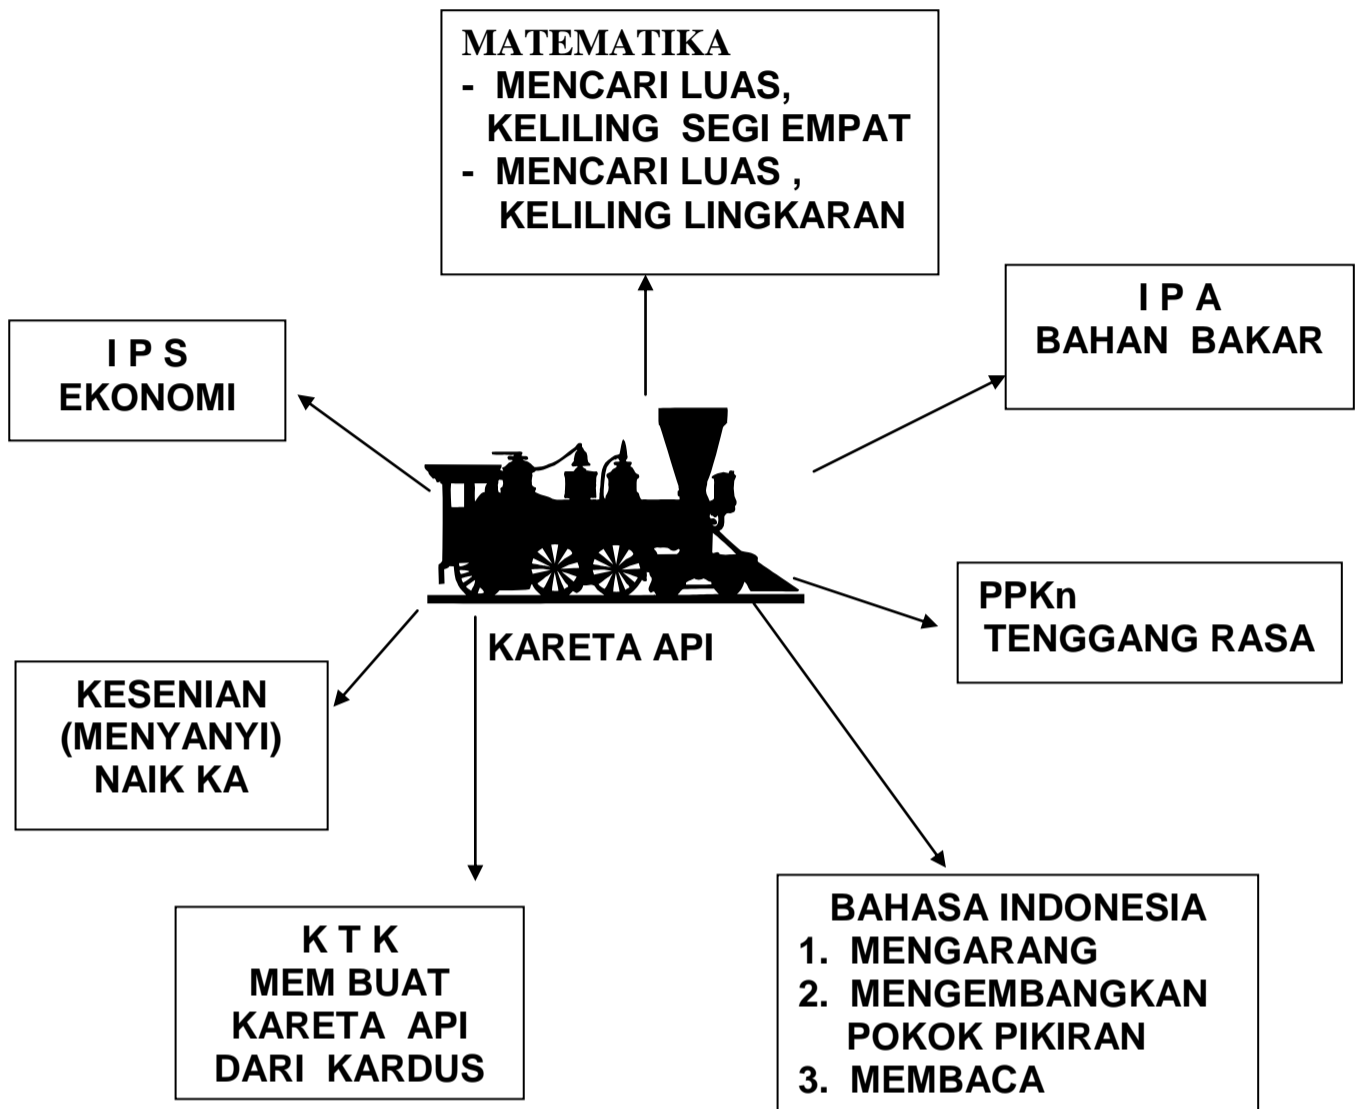 MATEMATIKA
- MENCARI LUAS,
KELILING SEGI EMPAT
- MENCARI LUAS ,
KELILING LINGKARAN
I P A
BAHAN BAKAR
I P S
EKONOMI
PPKn
TENGGANG RASA
KARETA API
KESENIAN
(MENYANYI)
NAIK KA
K T K
MEM BUAT
KARETA API
DARI KARDUS
BAHASA INDONESIA
1. MENGARANG
2. MENGEMBANGKAN
POKOK PIKIRAN
3. MEMBACA